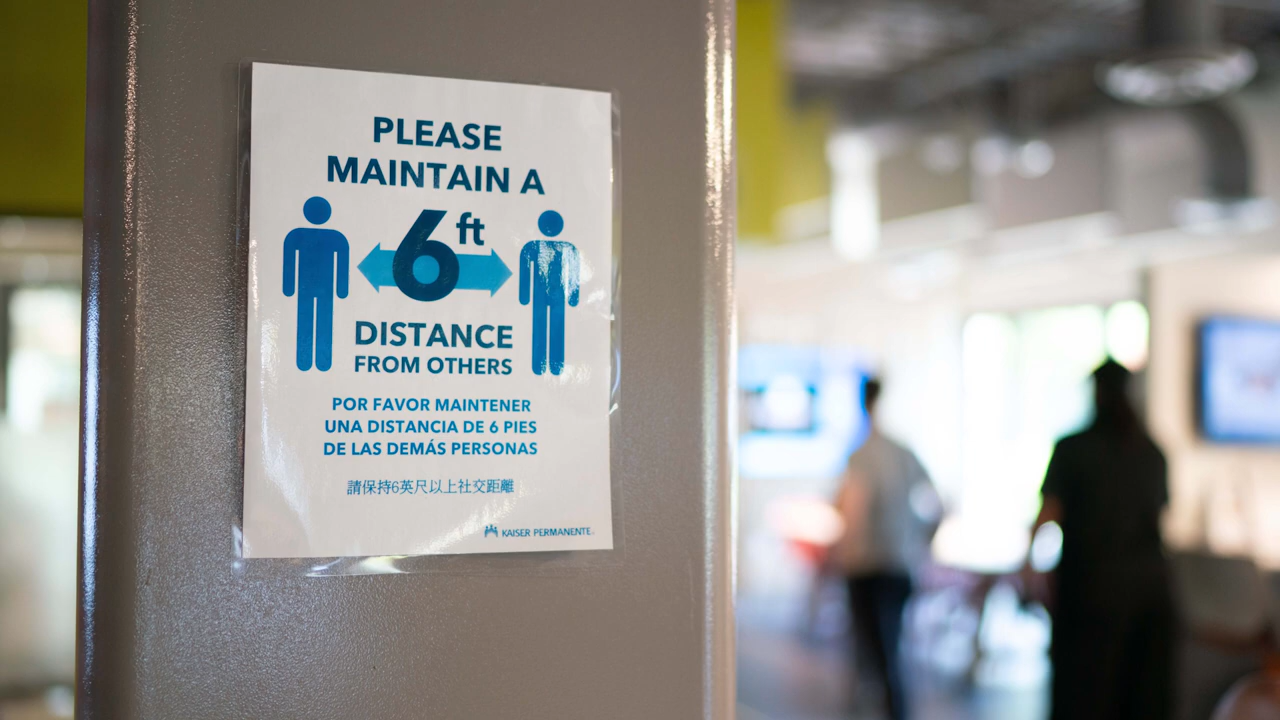 PLEASE
MAINTAIN A
6ft
DISTANCE
FROM OTHERS
POR FAVOR MAINTENER
UNA DISTANCIA DE 6 PIES
DE LAS DEMÁS PERSONAS
請保持6英尺以上社交距離
KAISER PERMANENTE